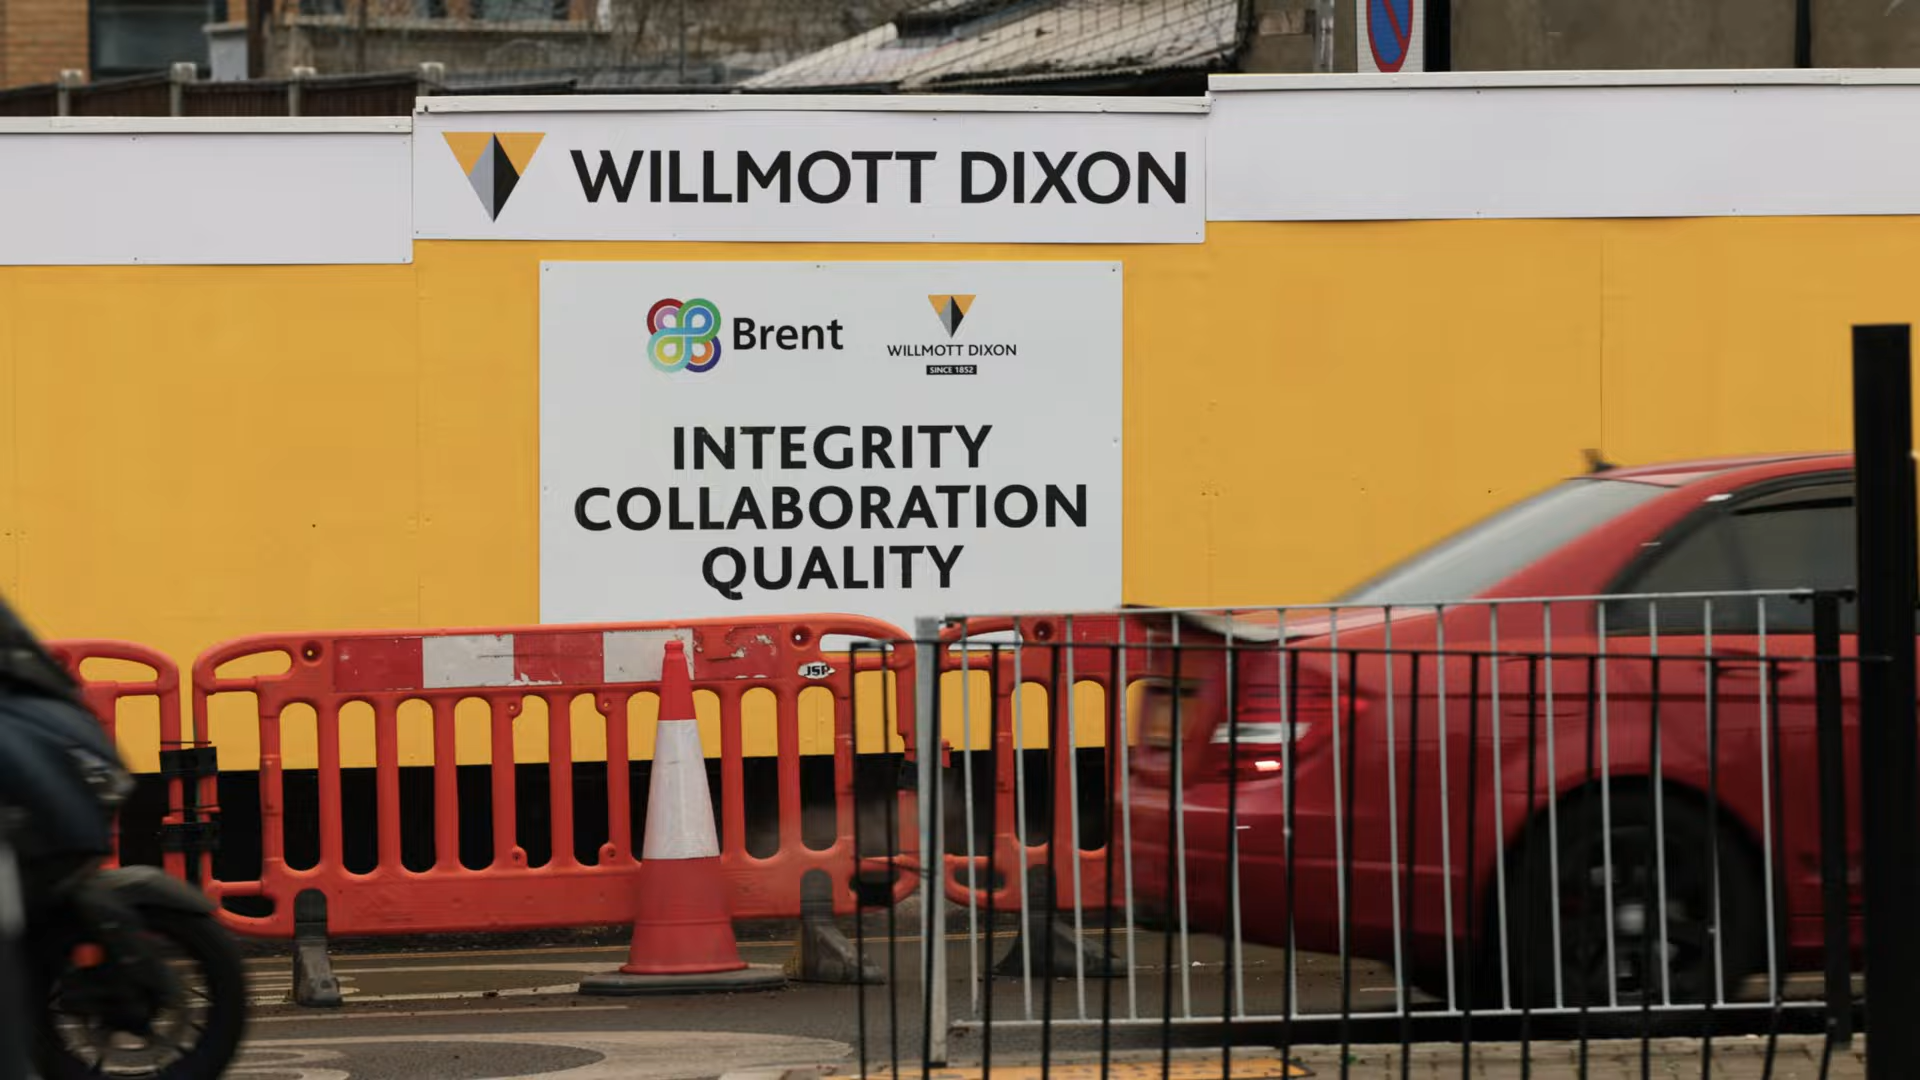 WILLMOTT DIXON
Brent
WILLMOTT DIXON
SINCE 1852
INTEGRITY
COLLABORATION
QUALITY
JSP